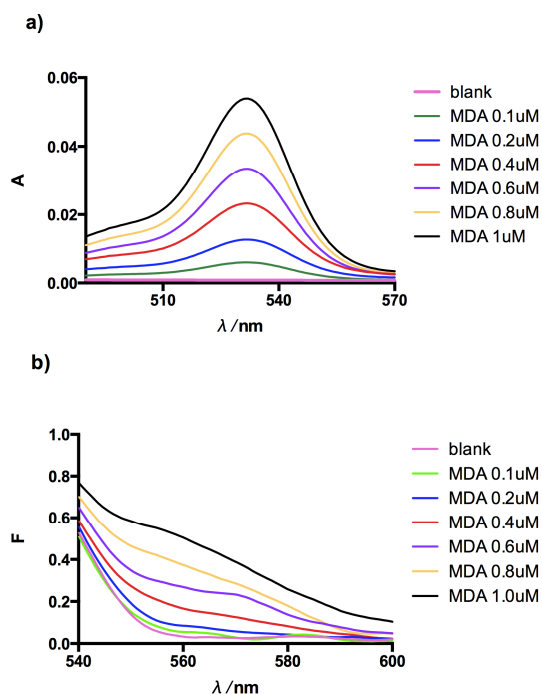 a)
0.06
0.04
A
0.02
0.00
510
540
570
λ /nm
blank
MDA 0.1uM
MDA 0.2uM
MDA 0.4uM
MDA 0.6uM
MDA 0.8uM
MDA 1uM
b)
1.0
0.8
0.6
F
0.4
0.2
0.0
540
560
580
600
λ /nm
blank
MDA 0.1uM
MDA 0.2uM
MDA 0.4uM
MDA 0.6uM
MDA 0.8uM
MDA 1.0uM